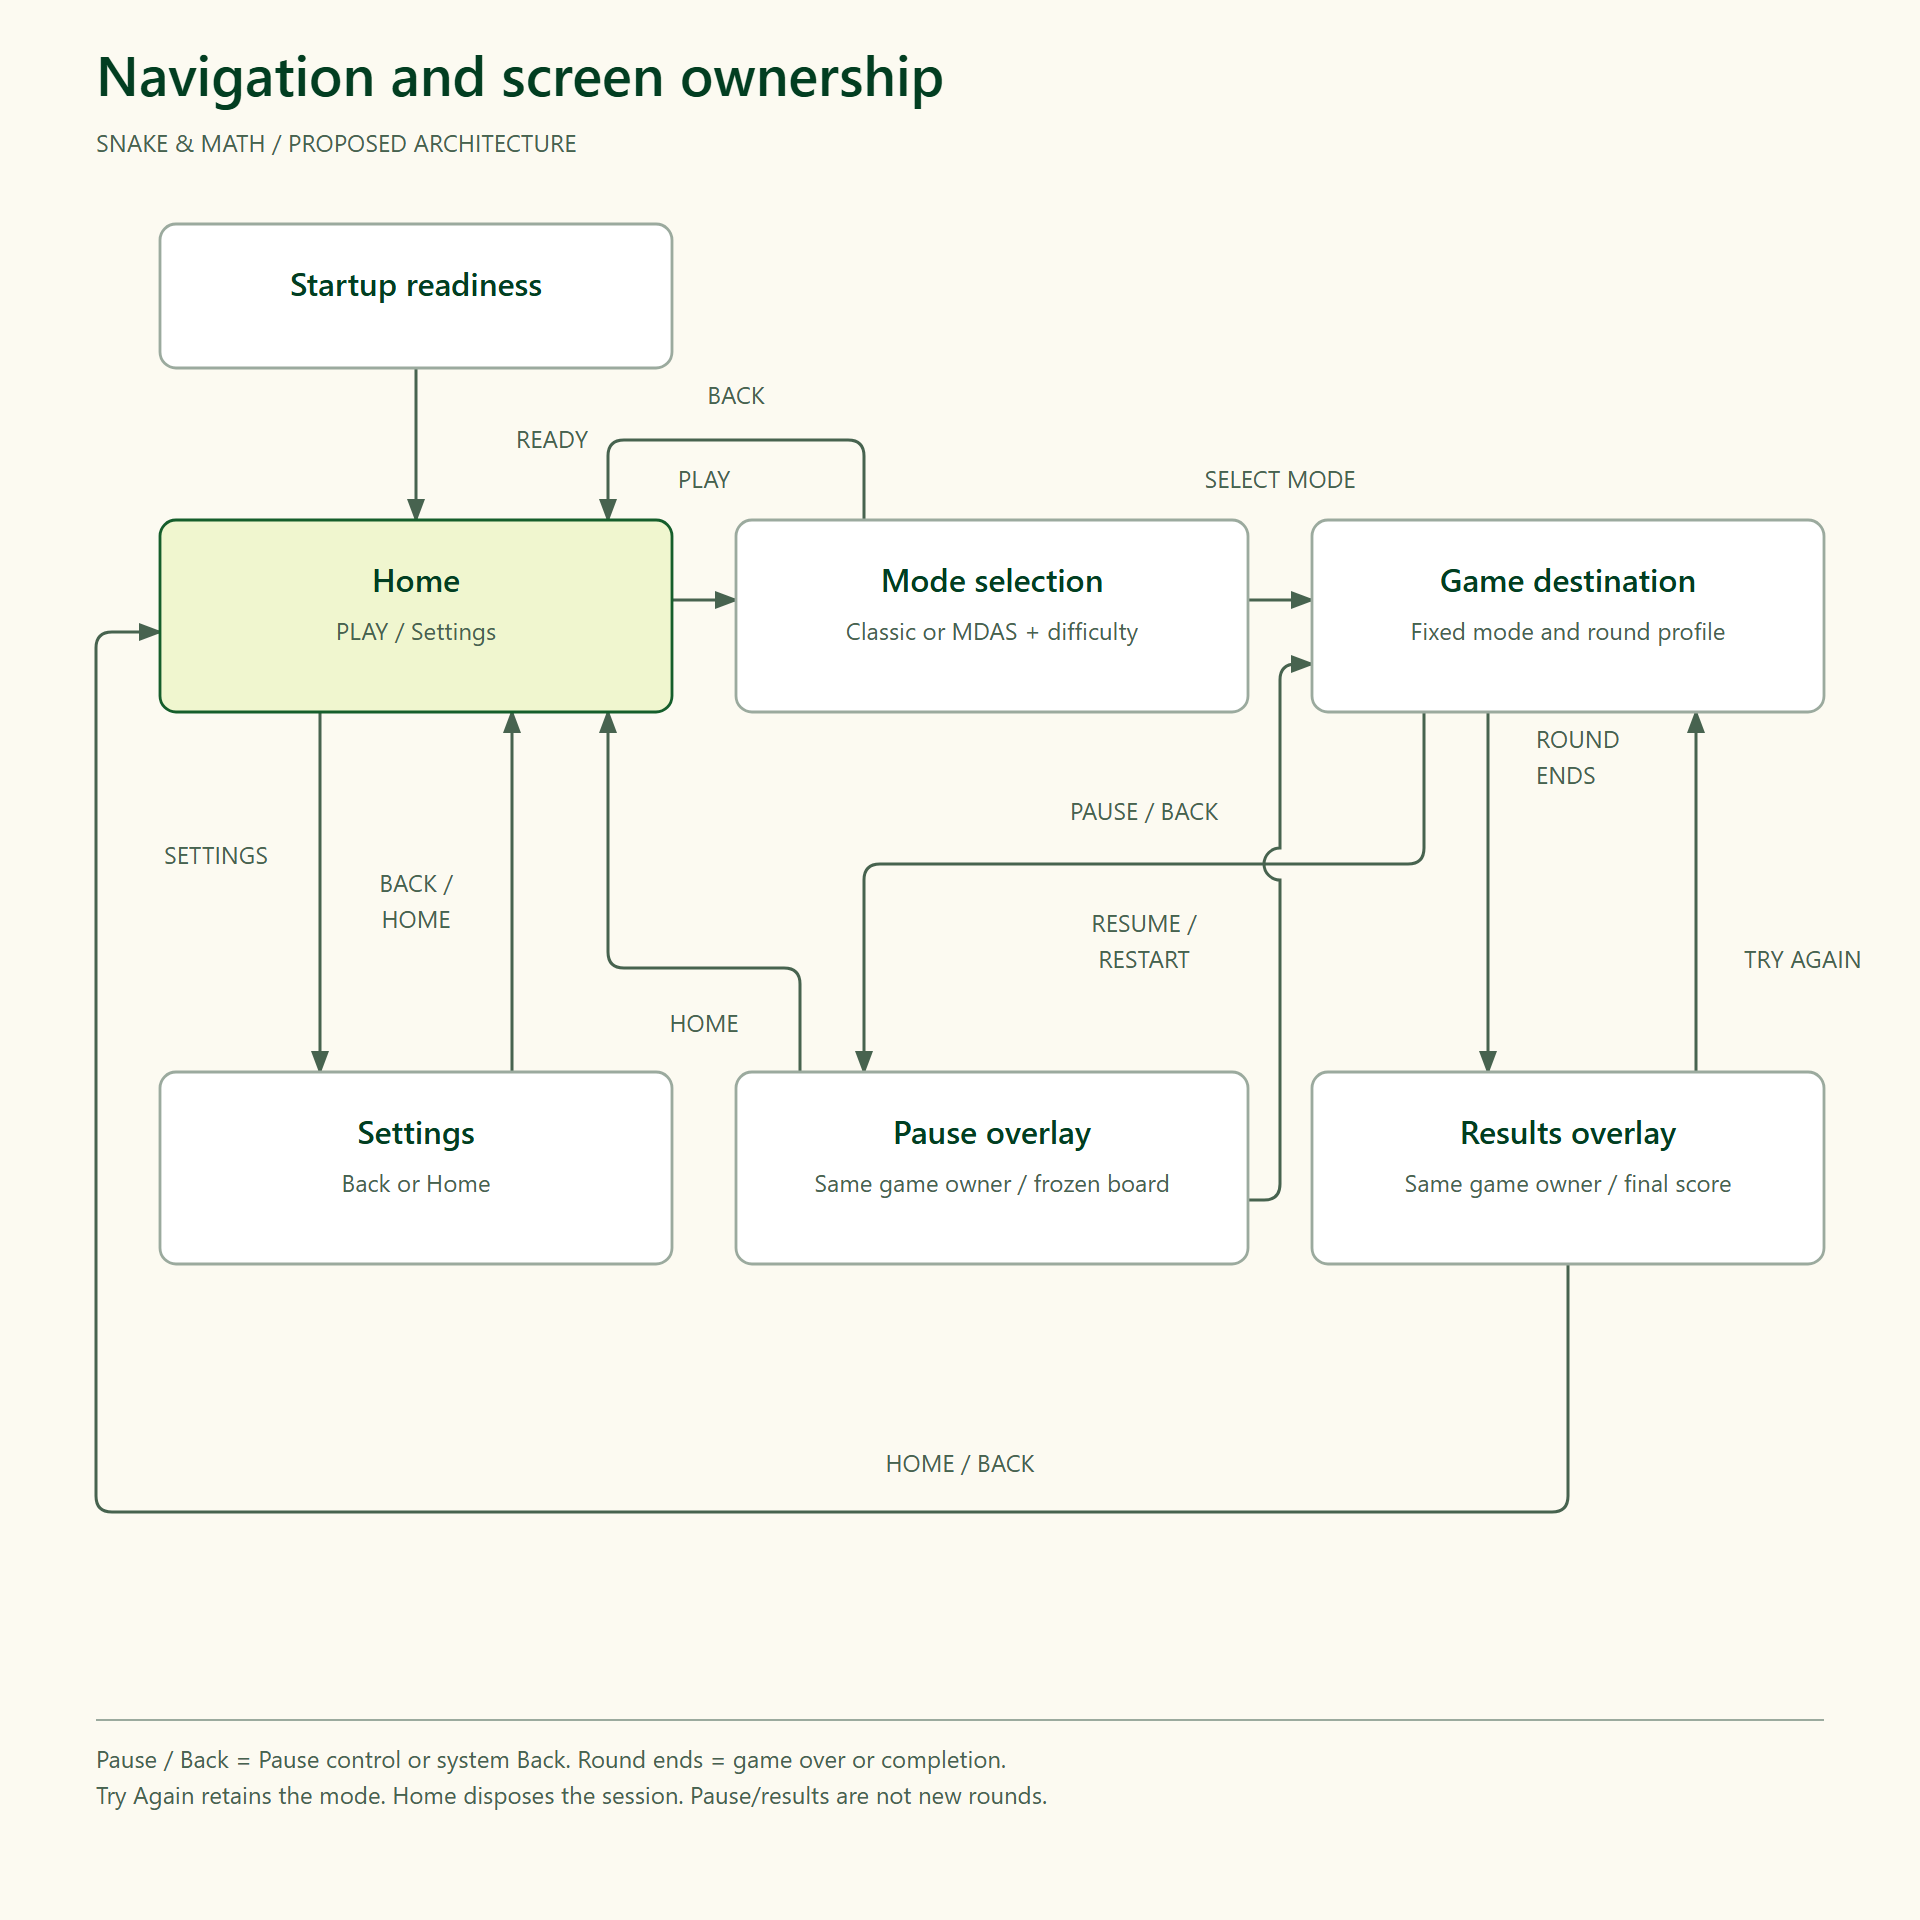 Navigation and screen ownership
SNAKE & MATH / PROPOSED ARCHITECTURE
Startup readiness
BACK
READY
PLAY
SELECT MODE
Home
PLAY / Settings
Mode selection
Classic or MDAS + difficulty
Game destination
Fixed mode and round profile
ROUND
ENDS
PAUSE / BACK
SETTINGS
BACK /
HOME
RESUME /
RESTART
TRY AGAIN
HOME
Settings
Back or Home
Pause overlay
Same game owner / frozen board
Results overlay
Same game owner / final score
HOME / BACK
Pause / Back = Pause control or system Back. Round ends = game over or completion.
Try Again retains the mode. Home disposes the session. Pause/results are not new rounds.